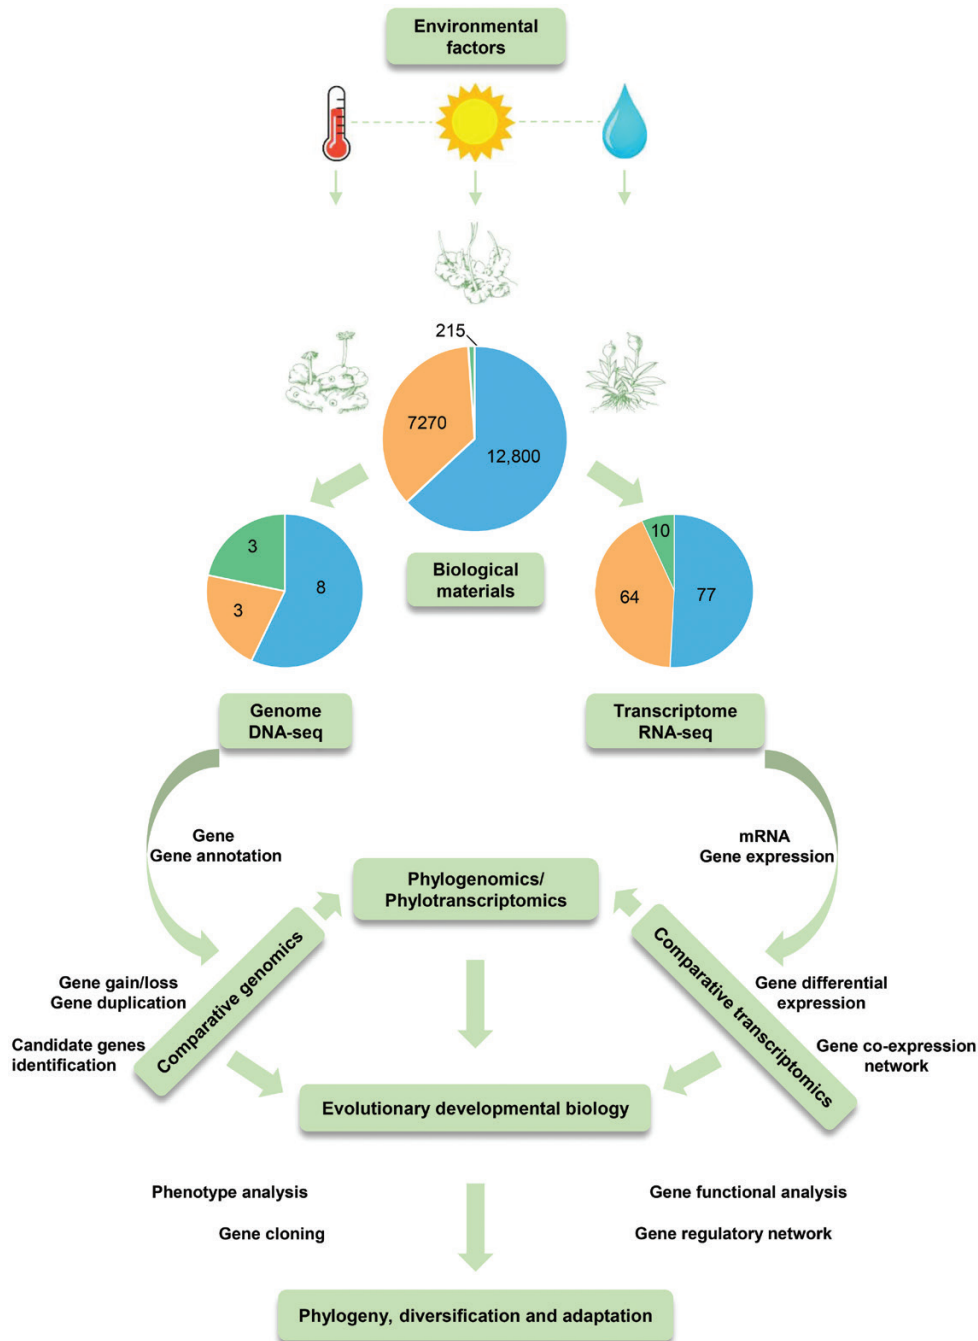 Environmental
factors
215
7270
12,800
3
3
8
Biological
materials
10
64
77
Genome
DNA-seq
Transcriptome
RNA-seq
Gene
Gene annotation
mRNA
Gene expression
Phylogenomics/
Phylotranscriptomics
Comparative genomics
Comparative transcriptomics
Gene gain/loss
Gene duplication
Candidate genes
identification
Gene differential
expression
Gene co-expression
network
Evolutionary developmental biology
Phenotype analysis
Gene functional analysis
Gene cloning
Gene regulatory network
Phylogeny, diversification and adaptation